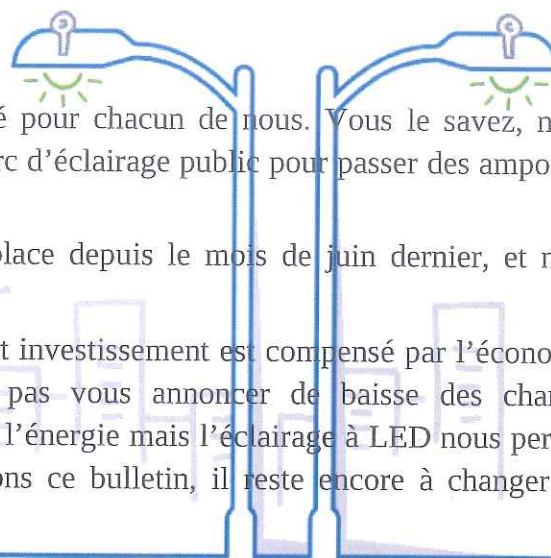 é pour chacun de nous. Vous le savez, n
rc d'éclairage public pour passer des ampo
place depuis le mois de juin dernier, et n
t investissement est compensé par l'écono
pas vous annoncer de baisse des char
l'énergie mais l'éclairage à LED nous per
ons ce bulletin, il reste encore à changer